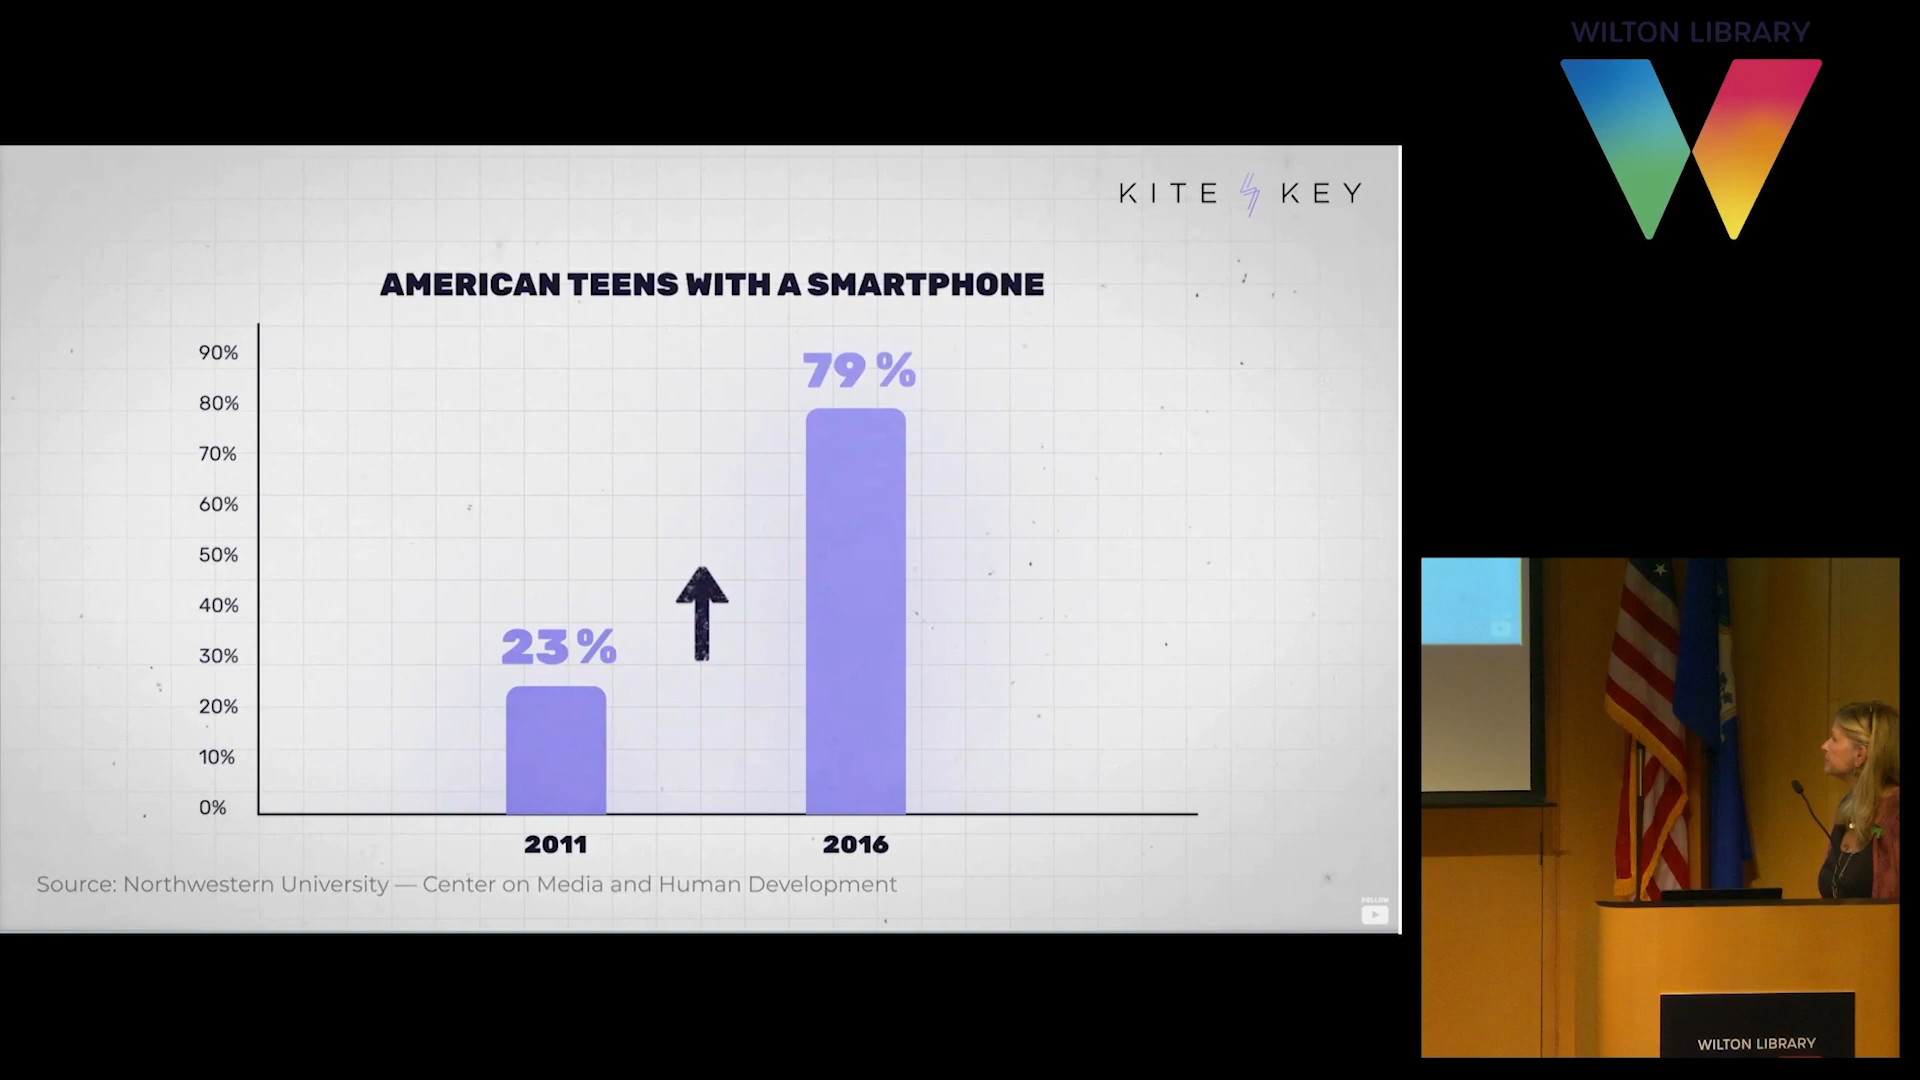 WILTON LIBRARY
KITE KEY
AMERICAN TEENS WITH A SMARTPHONE
90%
80%
70%
60%
50%
40%
30%
20%
10%
0%
79%
23%
2011
2016
Source: Northwestern University — Center on Media and Human Development
FOLLOW
WILTON LIBRARY